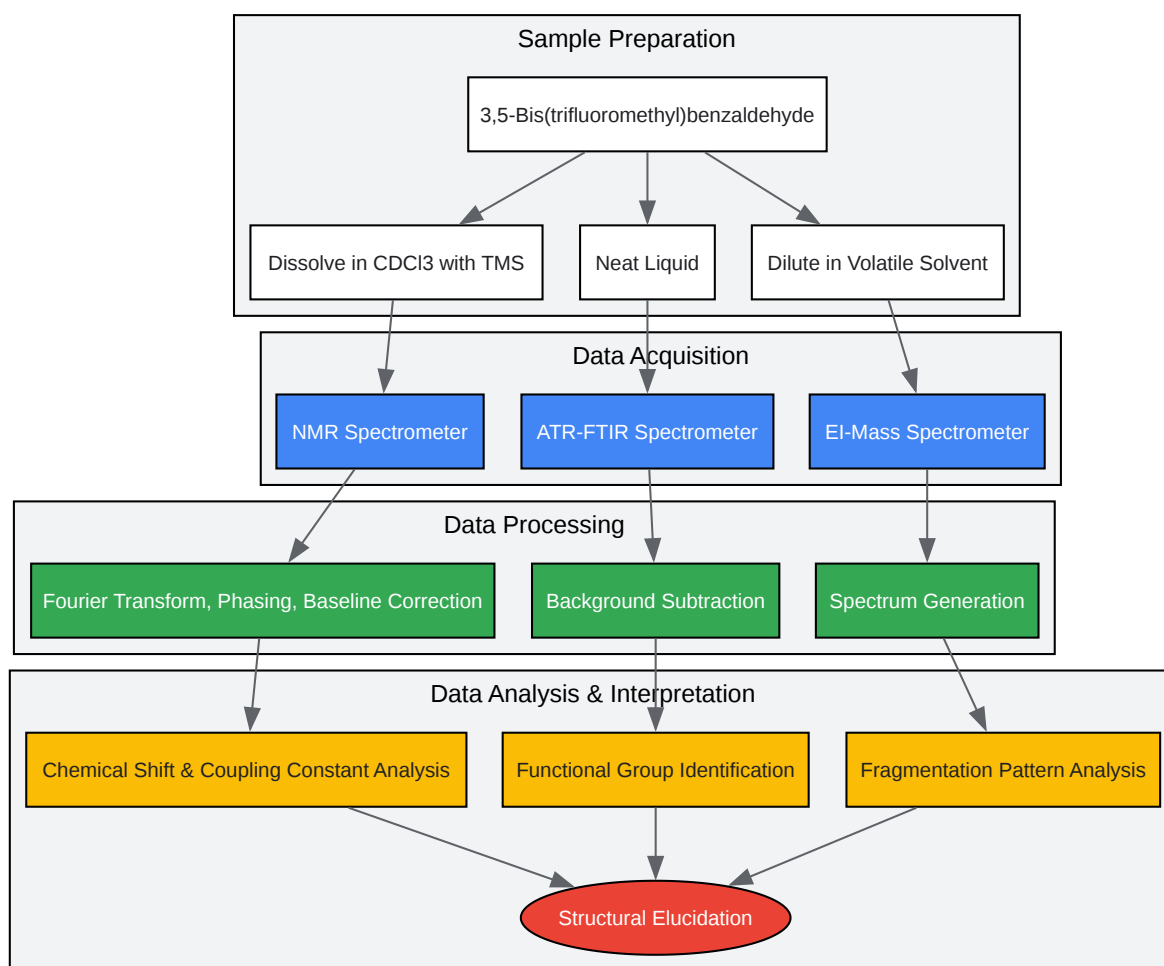 Sample Preparation
3,5-Bis(trifluoromethyl)benzaldehyde
Dissolve in CDCl3 with TMS
Neat Liquid
Dilute in Volatile Solvent
Data Acquisition
NMR Spectrometer
ATR-FTIR Spectrometer
EI-Mass Spectrometer
Data Processing
Fourier Transform, Phasing, Baseline Correction
Background Subtraction
Spectrum Generation
Data Analysis & Interpretation
Chemical Shift & Coupling Constant Analysis
Functional Group Identification
Fragmentation Pattern Analysis
Structural Elucidation